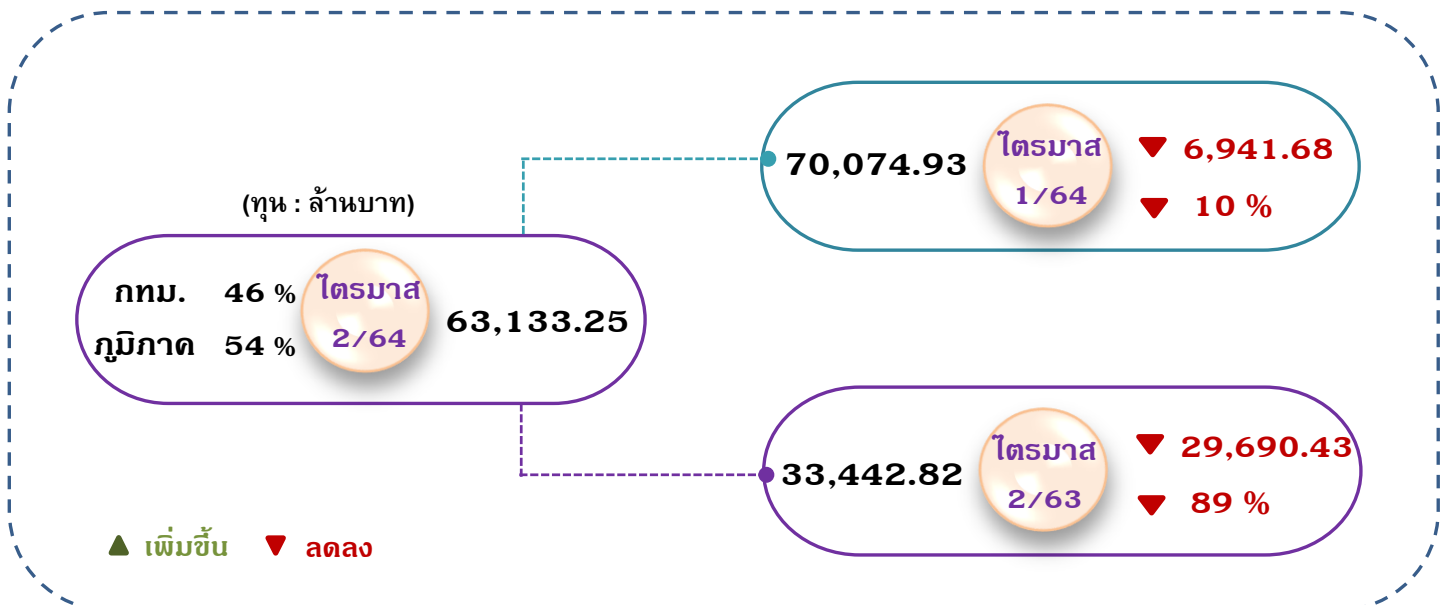 (ทุน : ล้านบาท)
กทม. 46 %
ภูมิภาค 54 %
ไตรมาส
2/64
63,133.25
70,074.93
ไตรมาส
1/64
▼ 6,941.68
▼ 10 %
33,442.82
ไตรมาส
2/63
▼ 29,690.43
▼ 89 %
▲ เพิ่มขึ้น ▼ ลดลง